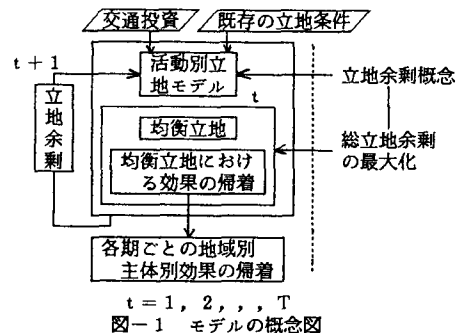 交通投資
既存の立地条件
t+1
活動別立
地モデル
t
立地余剰概念
立地余剰
均衡立地
総立地余剰
の最大化
均衡立地におけ
る効果の帰着
各期ごとの地域別
主体別効果の帰着
t=1, 2, , , T
図-1 モデルの概念図